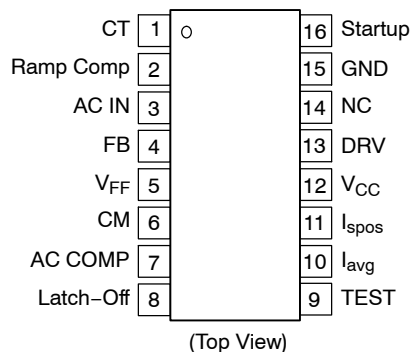 CT 1 16 Startup
Ramp Comp 2 15 GND
AC IN 3 14 NC
FB 4 13 DRV
VFF 5 12 VCC
CM 6 11 Ispos
AC COMP 7 10 Iavg
Latch−Off 8 9 TEST
(Top View)